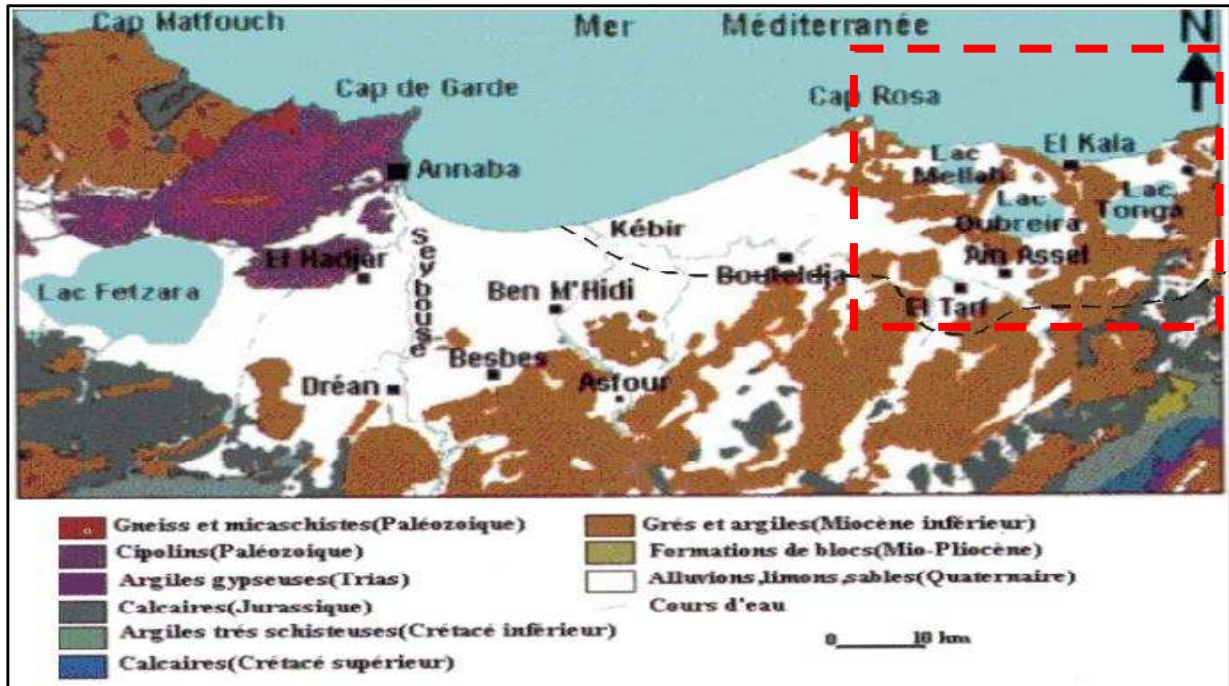 Cap Matfouch
Mer Méditerranée
N
Cap de Garde
Cap Rosa
El Kala
Annaba
Lac
Mellah
Lac
Tonga
Lac
Oubreira
Kébir
Seybouse
El Hadjar
Ain Assel
Bouteldja
Lac Fetzara
Ben M'Hidi
El Tarf
Besbes
Dréan
Asfour
Gneiss et micaschistes(Paléozoique)
Cipolins(Paléozoique)
Argiles gypseuses(Trias)
Calcaires(Jurassique)
Argiles trés schisteuses(Crétacé inférieur)
Calcaires(Crétacé supérieur)
Grés et argiles(Miocène inférieur)
Formations de blocs(Mio-Pliocène)
Alluvions,limons,sables(Quaternaire)
Cours d'eau
0 10 km